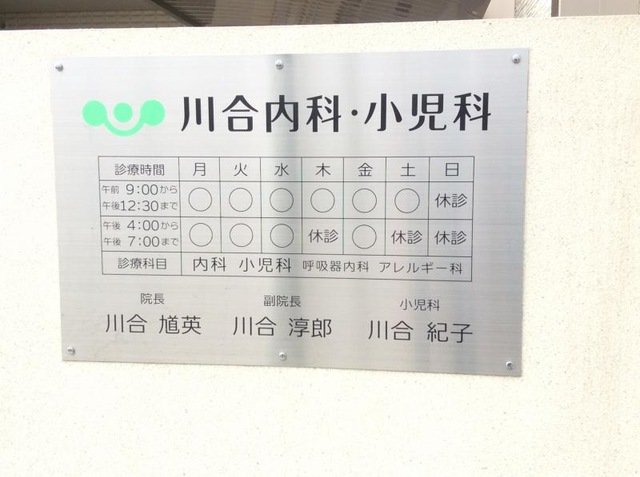 川合内科・小児科
診療時間 月 火 水 木 金 土 日
午前 9:00から
午後12:30まで ○ ○ ○ ○ ○ ○ 休診
午後 4:00から
午後 7:00まで ○ ○ ○ 休診 ○ 休診 休診
診療科目 内科 小児科 呼吸器内科 アレルギー科
院長 副院長 小児科
川合 馗英 川合 淳郎 川合 紀子